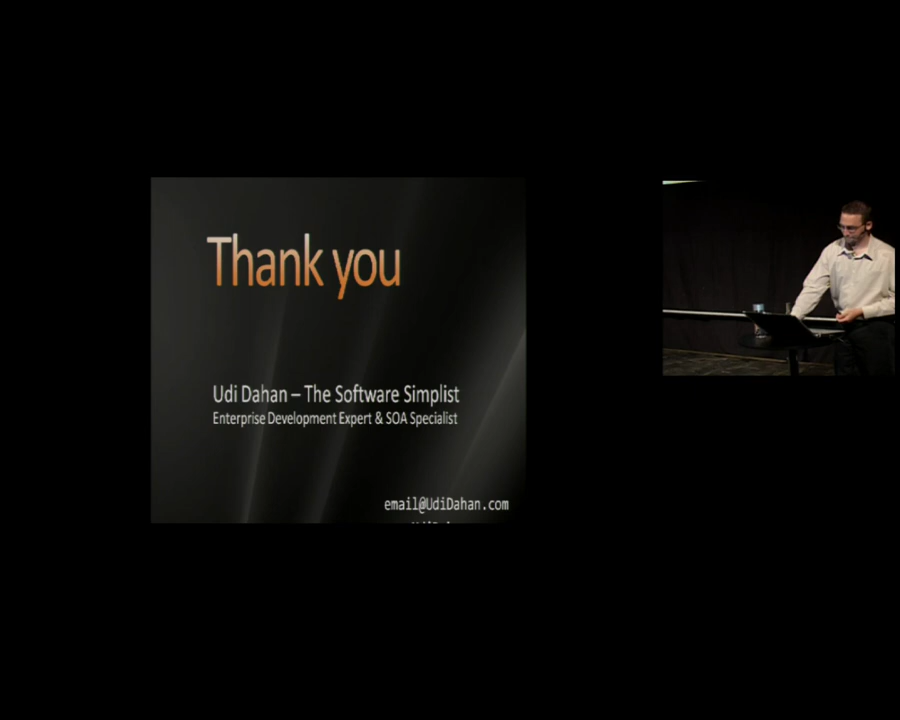 Thank you
Udi Dahan – The Software Simplist
Enterprise Development Expert & SOA Specialist
email@UdiDahan.com